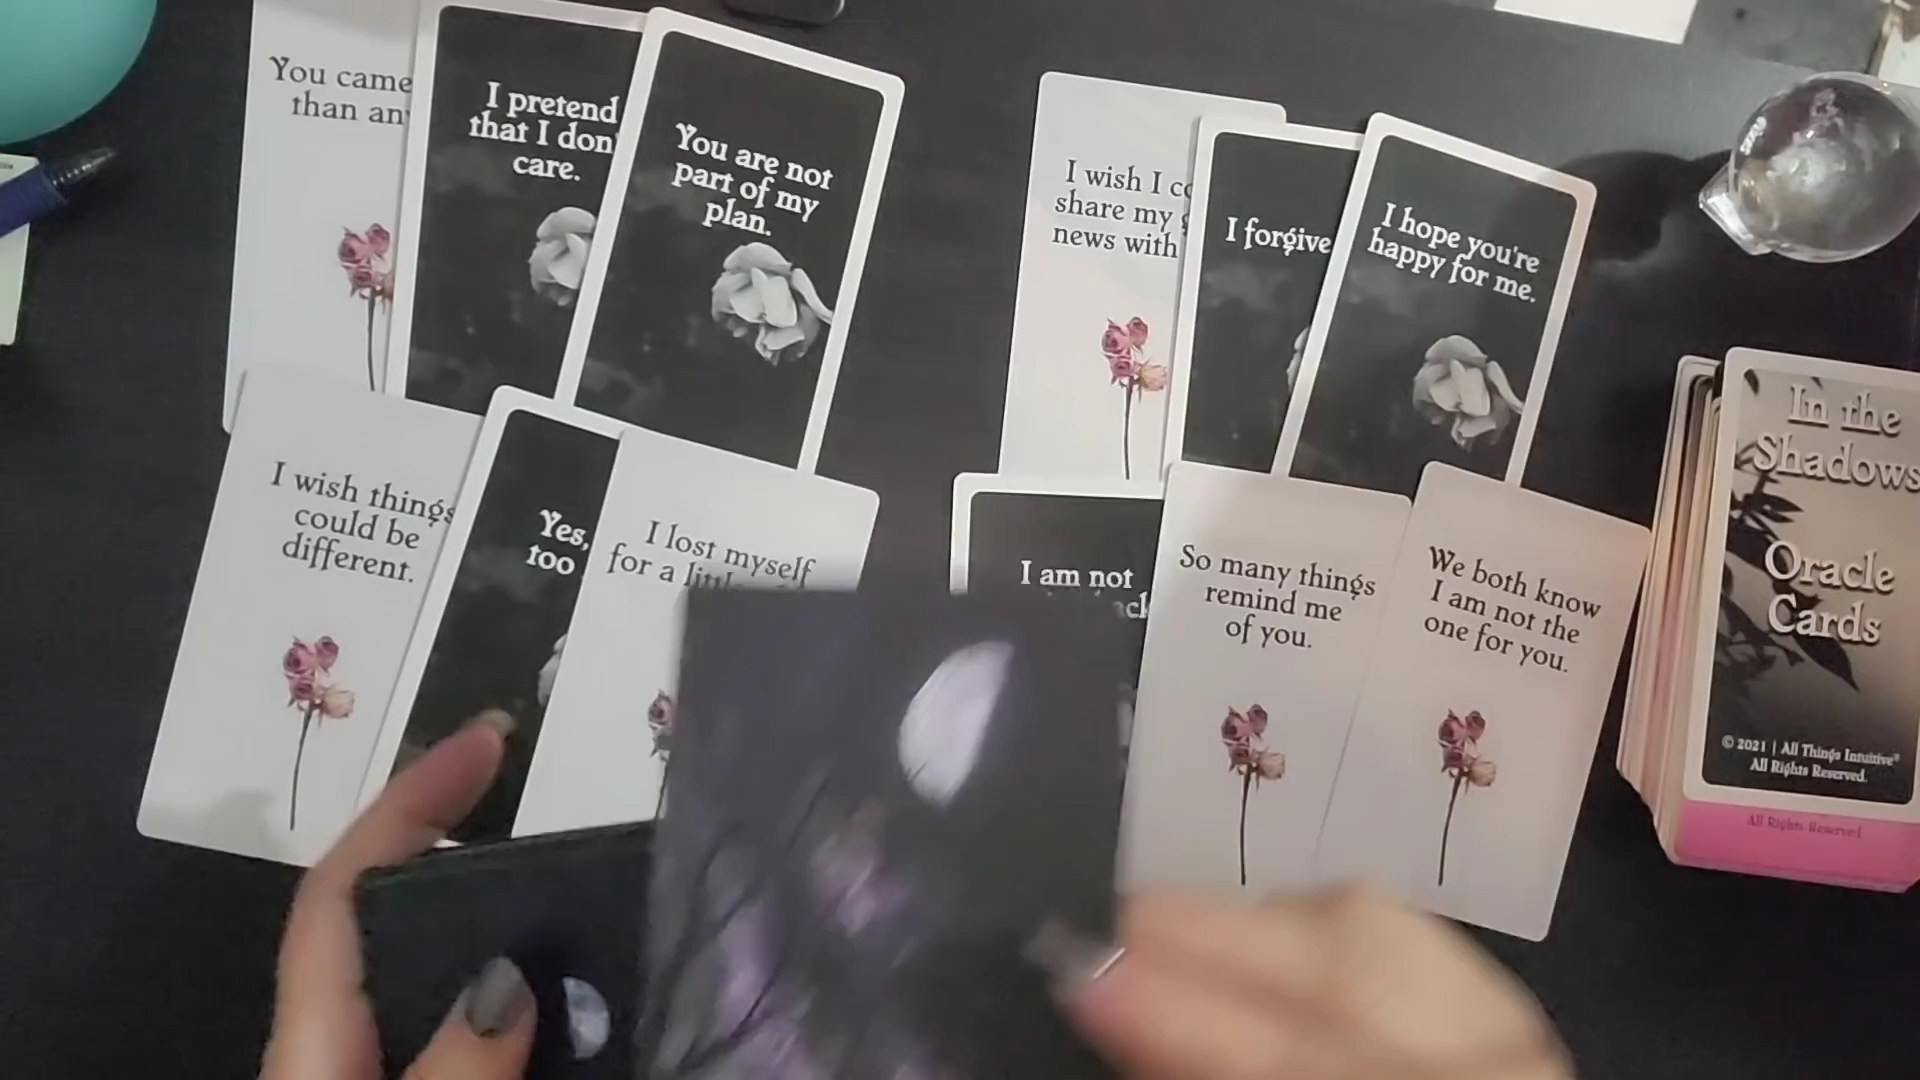 You came
than
I pretend
that I don
care.
You are not
part of my
plan.
I wish I
share my
news with
I forgive
I hope you're
happy for me.
I wish things
could be
different.
Yes,
too
I lost myself
for a
I am not
So many things
remind me
of you.
We both know
I am not the
one for you.
In the
Shadows
Oracle
Cards
© 2021 | All Things Intuitive®
All Rights Reserved.
All Rights Reserved